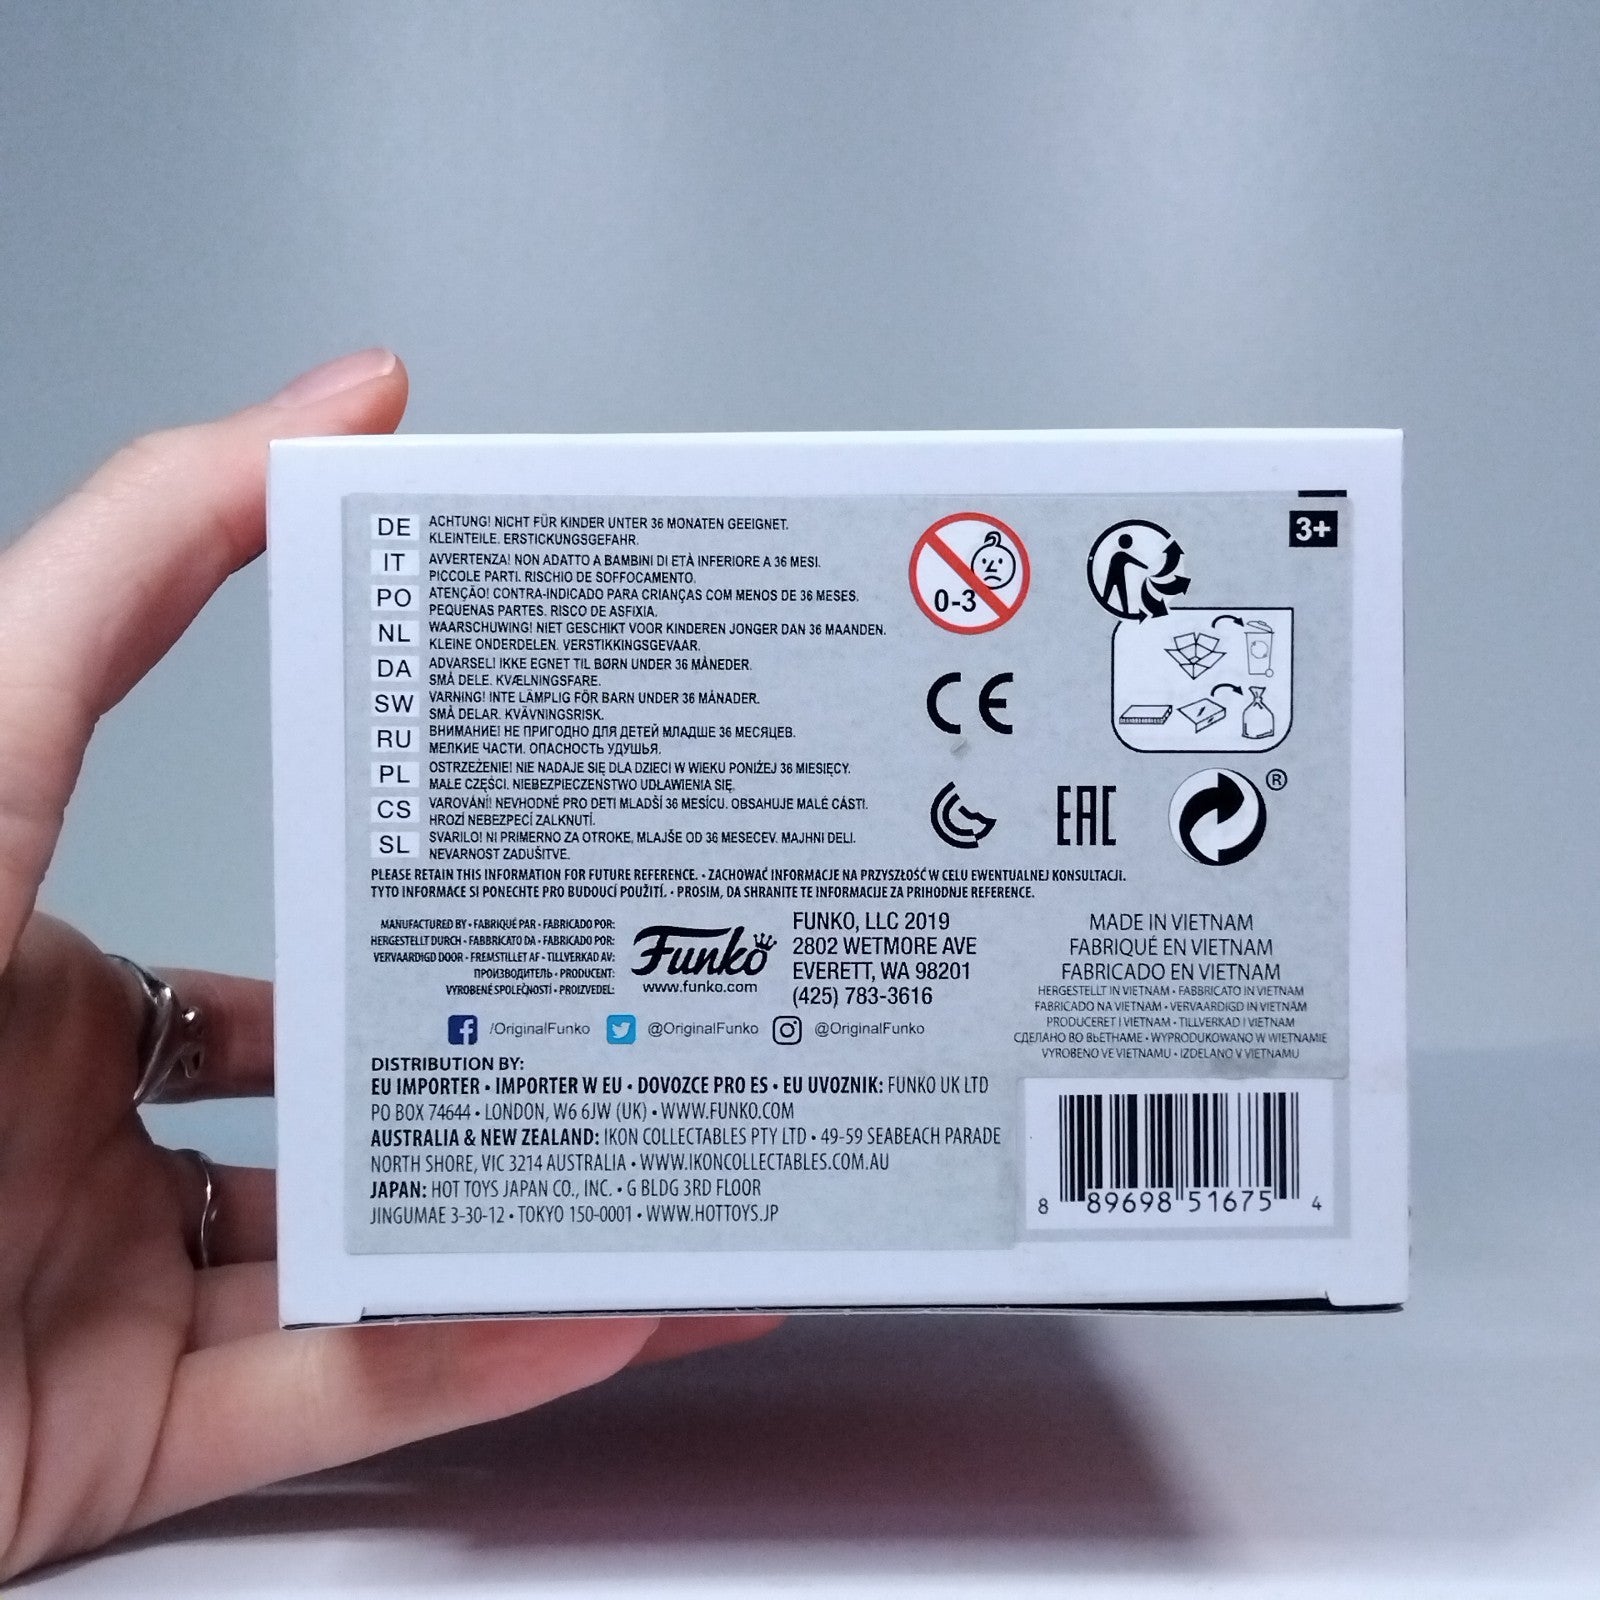 DE ACHTUNG! NICHT FÜR KINDER UNTER 36 MONATEN GEEIGNET.
KLEINTEILE. ERSTICKUNGSGEFAHR.
IT AVVERTENZA! NON ADATTO A BAMBINI DI ETÀ INFERIORE A 36 MESI.
PICCOLE PARTI. RISCHIO DE SOFFOCAMENTO.
PO ATENÇÃO! CONTRA-INDICADO PARA CRIANÇAS COM MENOS DE 36 MESES.
PEQUENAS PARTES. RISCO DE ASFIXIA.
NL WAARSCHUWING! NIET GESCHIKT VOOR KINDEREN JONGER DAN 36 MAANDEN.
KLEINE ONDERDELEN. VERSTIKKINGSGEVAAR.
DA ADVARSEL! IKKE EGNET TIL BØRN UNDER 36 MÅNEDER.
SMÅ DELE. KVÆLNINGSFARE.
SW VARNING! INTE LÄMPLIG FÖR BARN UNDER 36 MÅNADER.
SMÅ DELAR. KVÄVNINGSRISK.
RU ВНИМАНИЕ! НЕ ПРИГОДНО ДЛЯ ДЕТЕЙ МЛАДШЕ 36 МЕСЯЦЕВ.
МЕЛКИЕ ЧАСТИ. ОПАСНОСТЬ УДУШЬЯ.
PL OSTRZEŻENIE! NIE NADAJE SIĘ DLA DZIECI W WIEKU PONIŻEJ 36 MIESIĘCY.
MAŁE CZĘŚCI. NIEBEZPIECZENSTWO UDŁAWIENIA SIĘ.
CS VAROVÁNÍ! NEVHODNÉ PRO DETI MLADŠÍ 36 MESÍCU. OBSAHUJE MALÉ CÁSTI.
HROZÍ NEBEZPECÍ ZALKNUTÍ.
SL SVARILO! NI PRIMERNO ZA OTROKE, MLAJŠE OD 36 MESECEV. MAJHNI DELI.
NEVARNOST ZADUŠITVE.
0-3
3+
CE
EAC
®
PLEASE RETAIN THIS INFORMATION FOR FUTURE REFERENCE. • ZACHOWAĆ INFORMACJE NA PRZYSZŁOŚĆ W CELU EWENTUALNEJ KONSULTACJI.
TYTO INFORMACE SI PONECHTE PRO BUDOUCÍ POUŽITÍ. • PROSIM, DA SHRANITE TE INFORMACIJE ZA PRIHODNJE REFERENCE.
MANUFACTURED BY • FABRIQUÉ PAR • FABRICADO POR:
HERGESTELLT DURCH • FABBRICATO DA • FABRICADO POR:
VERVAARDIGD DOOR • FREMSTILLET AF • TILLVERKAD AV:
ПРОИЗВОДИТЕЛЬ • PRODUCENT:
VYROBENÉ SPOLEČNOSTÍ • PROIZVEDEL:
Funko
www.funko.com
FUNKO, LLC 2019
2802 WETMORE AVE
EVERETT, WA 98201
(425) 783-3616
/OriginalFunko @OriginalFunko @OriginalFunko
MADE IN VIETNAM
FABRIQUÉ EN VIETNAM
FABRICADO EN VIETNAM
HERGESTELLT IN VIETNAM • FABBRICATO IN VIETNAM
FABRICADO NA VIETNAM • VERVAARDIGD IN VIETNAM
PRODUCERET I VIETNAM • TILLVERKAD I VIETNAM
СДЕЛАНО ВО ВЬЕТНАМЕ • WYPRODUKOWANO W WIETNAMIE
VYROBENO VE VIETNAMU • IZDELANO V VIETNAMU
DISTRIBUTION BY:
EU IMPORTER • IMPORTER W EU • DOVOZCE PRO ES • EU UVOZNIK: FUNKO UK LTD
PO BOX 74644 • LONDON, W6 6JW (UK) • WWW.FUNKO.COM
AUSTRALIA & NEW ZEALAND: IKON COLLECTABLES PTY LTD • 49-59 SEABEACH PARADE
NORTH SHORE, VIC 3214 AUSTRALIA • WWW.IKONCOLLECTABLES.COM.AU
JAPAN: HOT TOYS JAPAN CO., INC. • G BLDG 3RD FLOOR
JINGUMAE 3-30-12 • TOKYO 150-0001 • WWW.HOTTOYS.JP
8 89698 51675 4